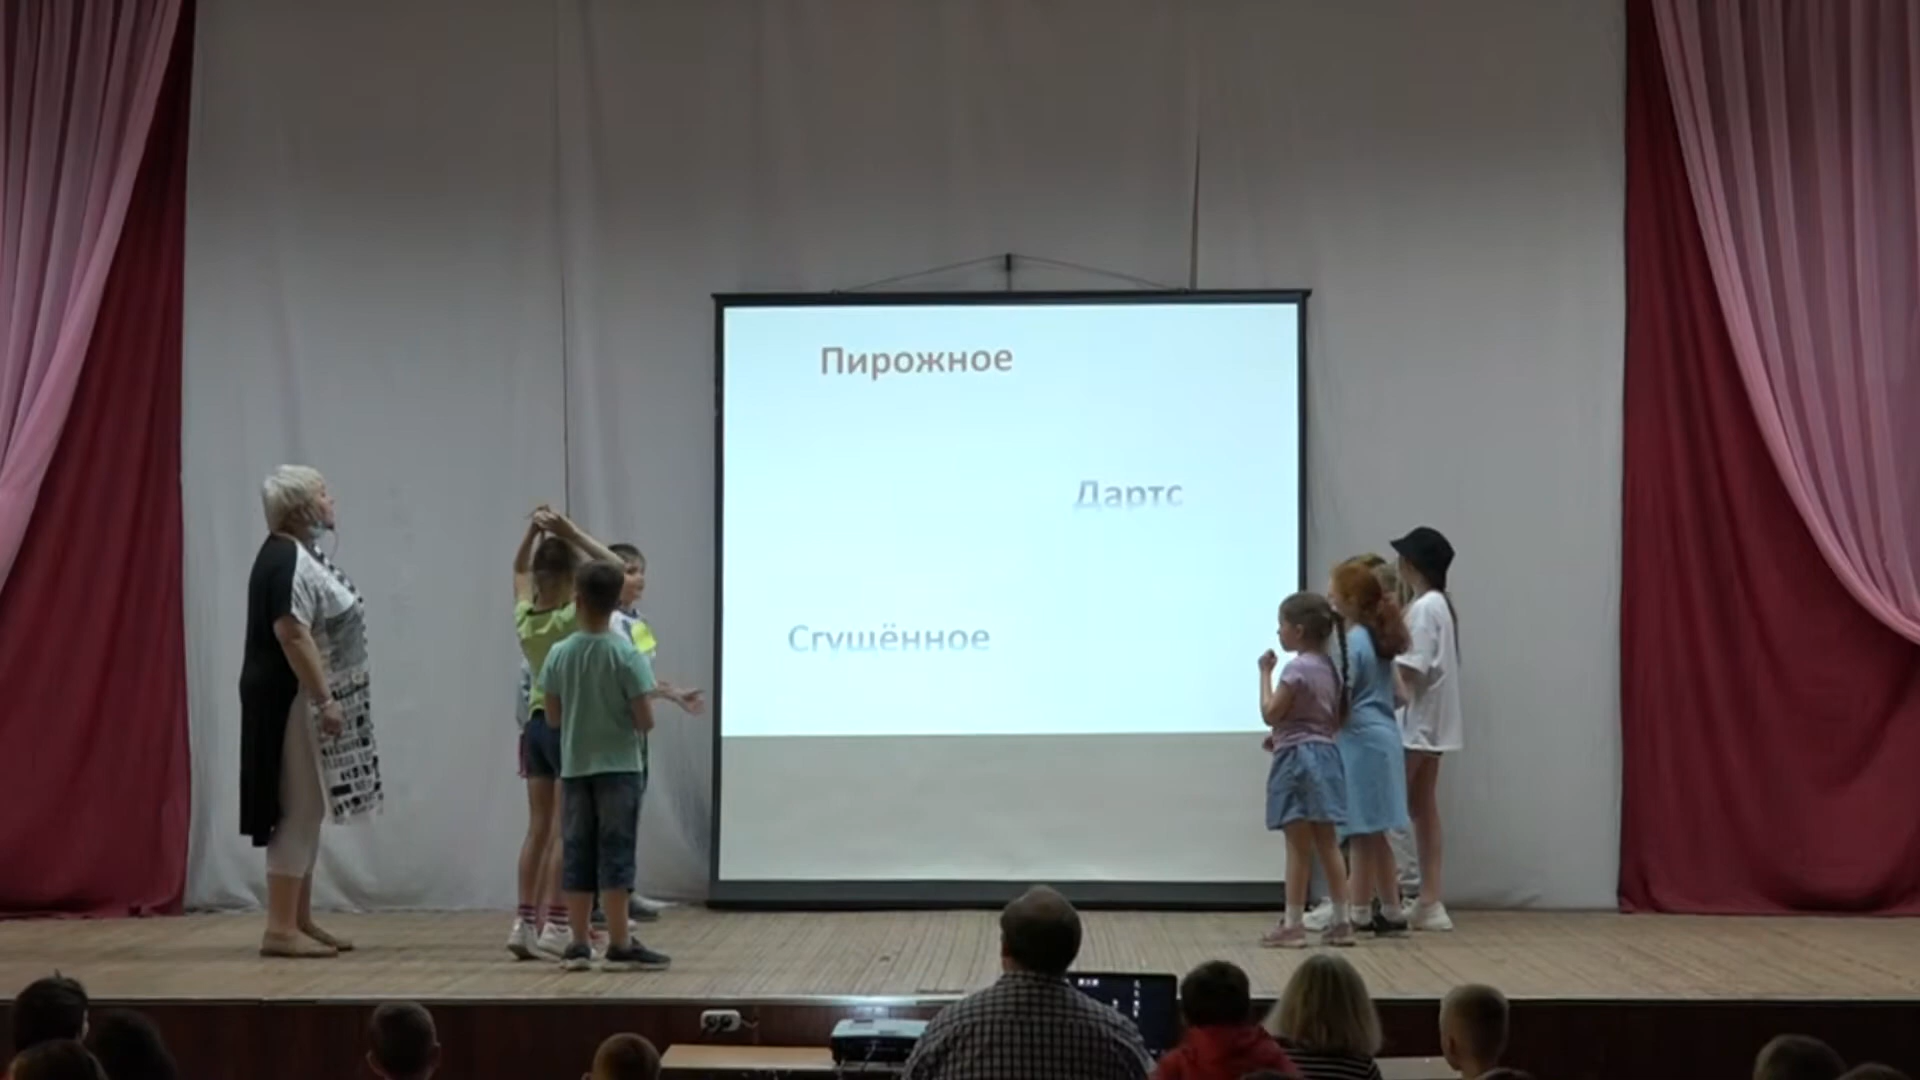 Пирожное
Дартс
Сгущённое